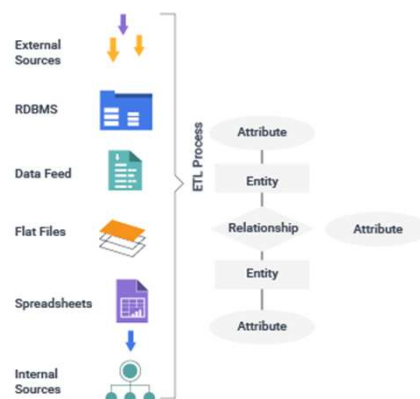 External
Sources
RDBMS
Data Feed
Flat Files
Spreadsheets
Internal
Sources
ETL Process
Attribute
Entity
Relationship
Attribute
Entity
Attribute